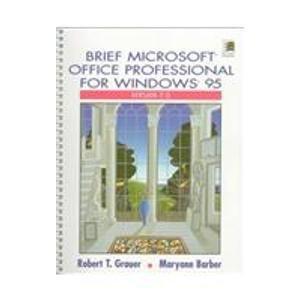 BRIEF MICROSOFT
OFFICE PROFESSIONAL
FOR WINDOWS 95
VERSION 7.0
Robert T. Grauer • Maryann Barber